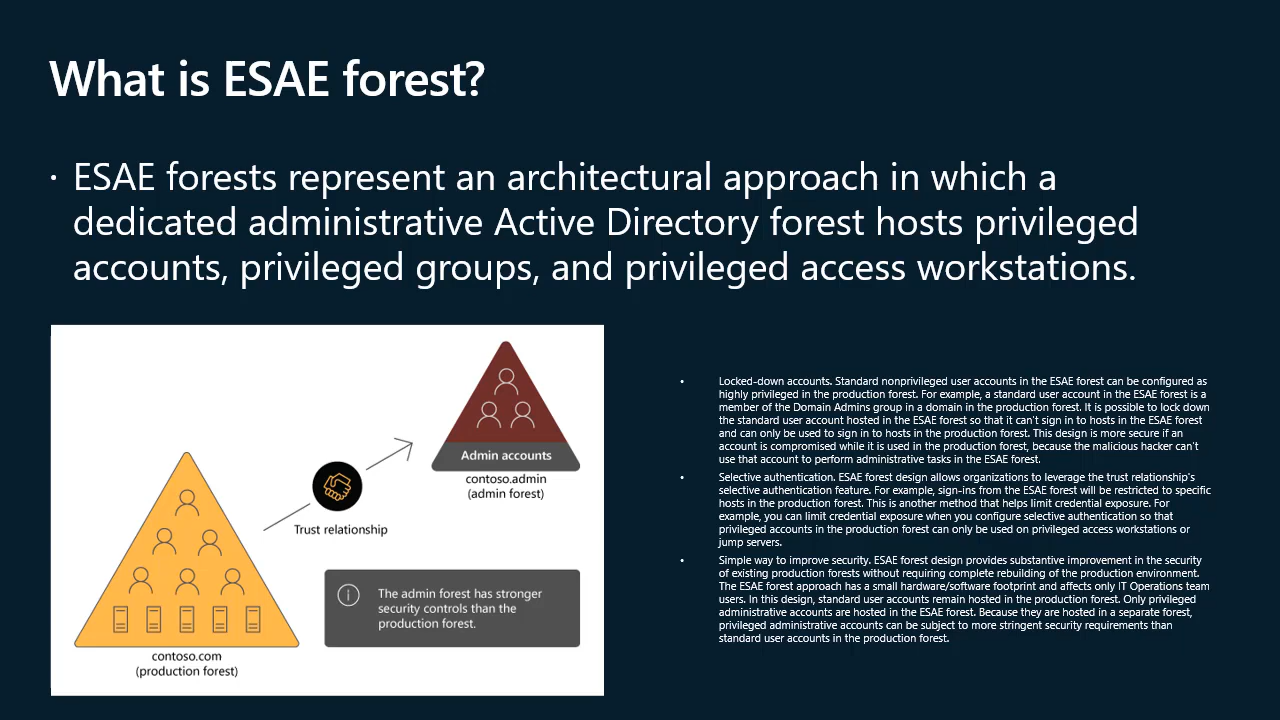 What is ESAE forest?
• ESAE forests represent an architectural approach in which a
dedicated administrative Active Directory forest hosts privileged
accounts, privileged groups, and privileged access workstations.
Admin accounts
contoso.admin
(admin forest)
Trust relationship
The admin forest has stronger
security controls than the
production forest.
contoso.com
(production forest)
• Locked-down accounts. Standard nonprivileged user accounts in the ESAE forest can be configured as
highly privileged in the production forest. For example, a standard user account in the ESAE forest is a
member of the Domain Admins group in a domain in the production forest. It is possible to lock down
the standard user account hosted in the ESAE forest so that it can't sign in to hosts in the ESAE forest
and can only be used to sign in to hosts in the production forest. This design is more secure if an
account is compromised while it is used in the production forest, because the malicious hacker can't
use that account to perform administrative tasks in the ESAE forest.
• Selective authentication. ESAE forest design allows organizations to leverage the trust relationship's
selective authentication feature. For example, sign-ins from the ESAE forest will be restricted to specific
hosts in the production forest. This is another method that helps limit credential exposure. For
example, you can limit credential exposure when you configure selective authentication so that
privileged accounts in the production forest can only be used on privileged access workstations or
jump servers.
• Simple way to improve security. ESAE forest design provides substantive improvement in the security
of existing production forests without requiring complete rebuilding of the production environment.
The ESAE forest approach has a small hardware/software footprint and affects only IT Operations team
users. In this design, standard user accounts remain hosted in the production forest. Only privileged
administrative accounts are hosted in the ESAE forest. Because they are hosted in a separate forest,
privileged administrative accounts can be subject to more stringent security requirements than
standard user accounts in the production forest.